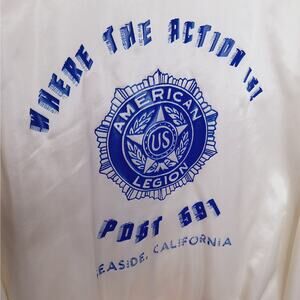 WHERE THE ACTION IS!
AMERICAN
US
LEGION
POST 591
SEASIDE, CALIFORNIA